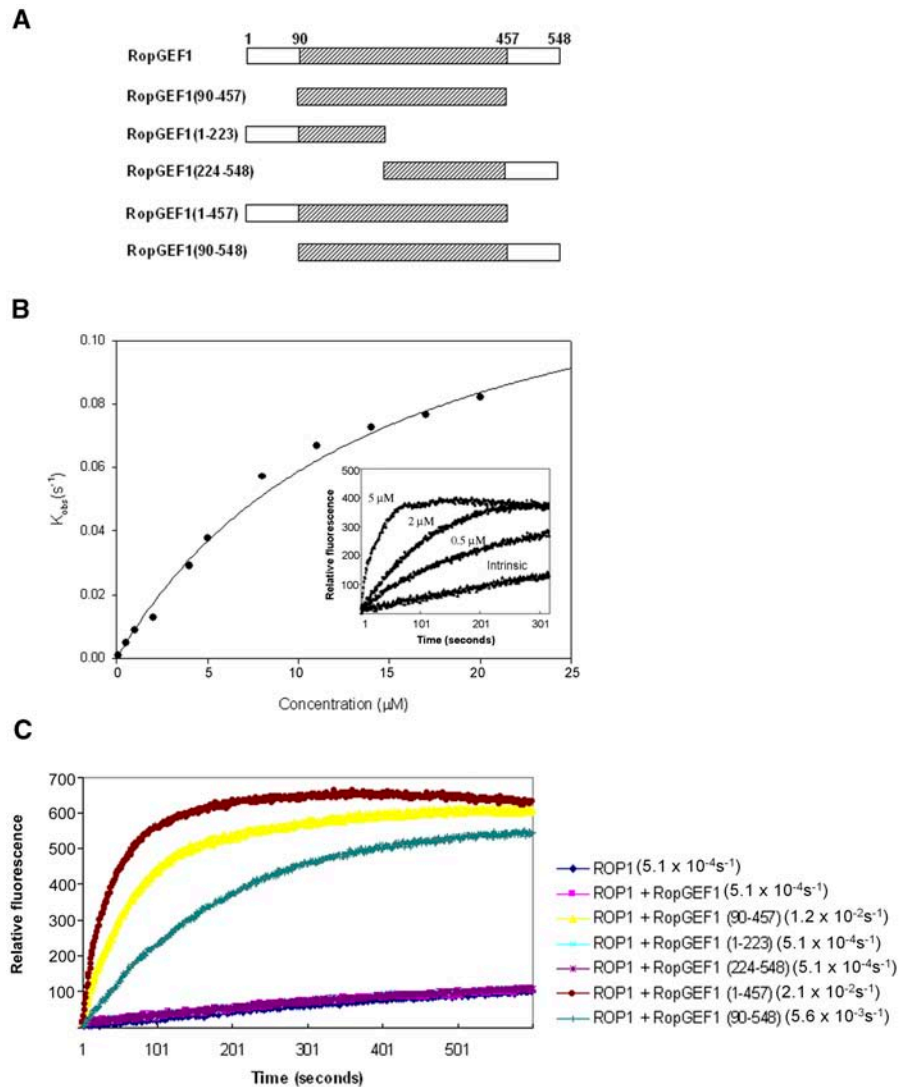 A
1 90 457 548
RopGEF1
RopGEF1(90-457)
RopGEF1(1-223)
RopGEF1(224-548)
RopGEF1(1-457)
RopGEF1(90-548)
B
0.10
0.08
0.06
0.04
0.02
0.00
K_obs(s⁻¹)
0 5 10 15 20 25
Concentration (µM)
500
400
300
200
100
Relative fluorescence
5 µM
2 µM
0.5 µM
Intrinsic
1 101 201 301
Time (seconds)
C
700
600
500
400
300
200
100
Relative fluorescence
1 101 201 301 401 501
Time (seconds)
ROP1 (5.1 x 10⁻⁴s⁻¹)
ROP1 + RopGEF1 (5.1 x 10⁻⁴s⁻¹)
ROP1 + RopGEF1 (90-457) (1.2 x 10⁻²s⁻¹)
ROP1 + RopGEF1 (1-223) (5.1 x 10⁻⁴s⁻¹)
ROP1 + RopGEF1 (224-548) (5.1 x 10⁻⁴s⁻¹)
ROP1 + RopGEF1 (1-457) (2.1 x 10⁻²s⁻¹)
ROP1 + RopGEF1 (90-548) (5.6 x 10⁻³s⁻¹)